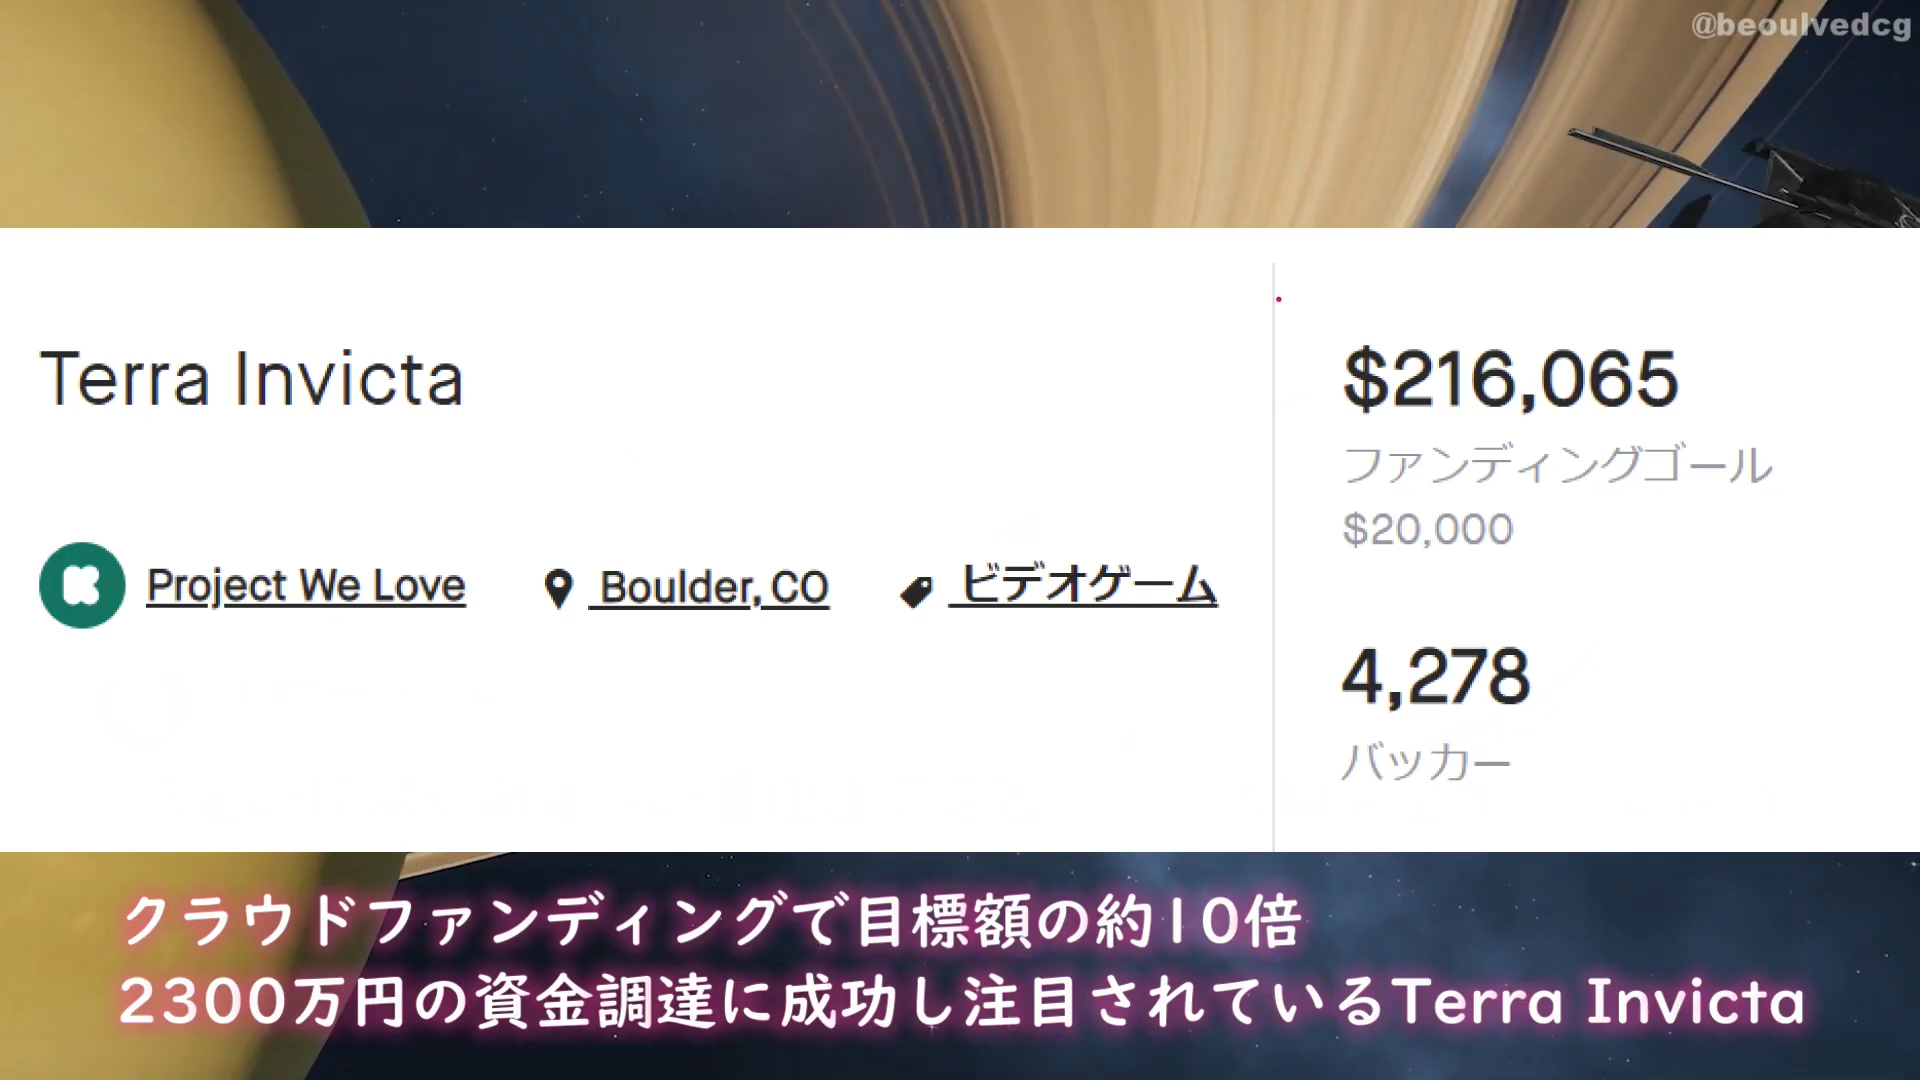 @beoulvedcg
Terra Invicta
Project We Love
Boulder, CO
ビデオゲーム
$216,065
ファンディングゴール
$20,000
4,278
バッカー
クラウドファンディングで目標額の約10倍
2300万円の資金調達に成功し注目されているTerra Invicta